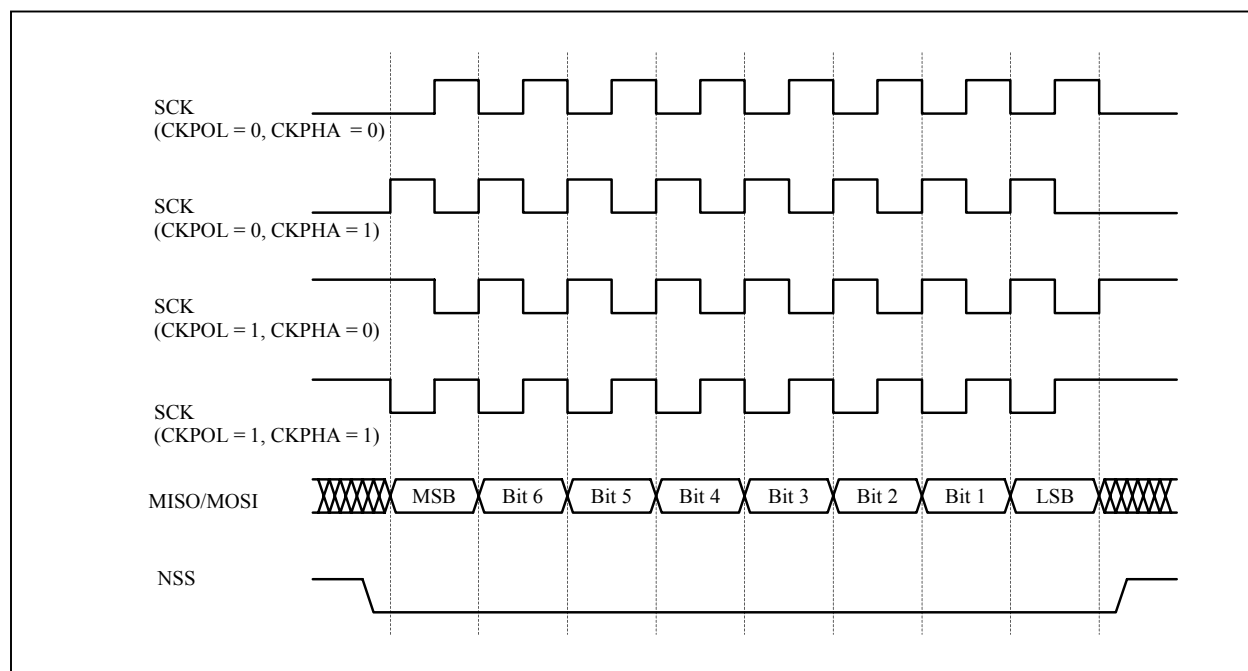 SCK
(CKPOL = 0, CKPHA = 0)
SCK
(CKPOL = 0, CKPHA = 1)
SCK
(CKPOL = 1, CKPHA = 0)
SCK
(CKPOL = 1, CKPHA = 1)
MISO/MOSI MSB Bit 6 Bit 5 Bit 4 Bit 3 Bit 2 Bit 1 LSB
NSS